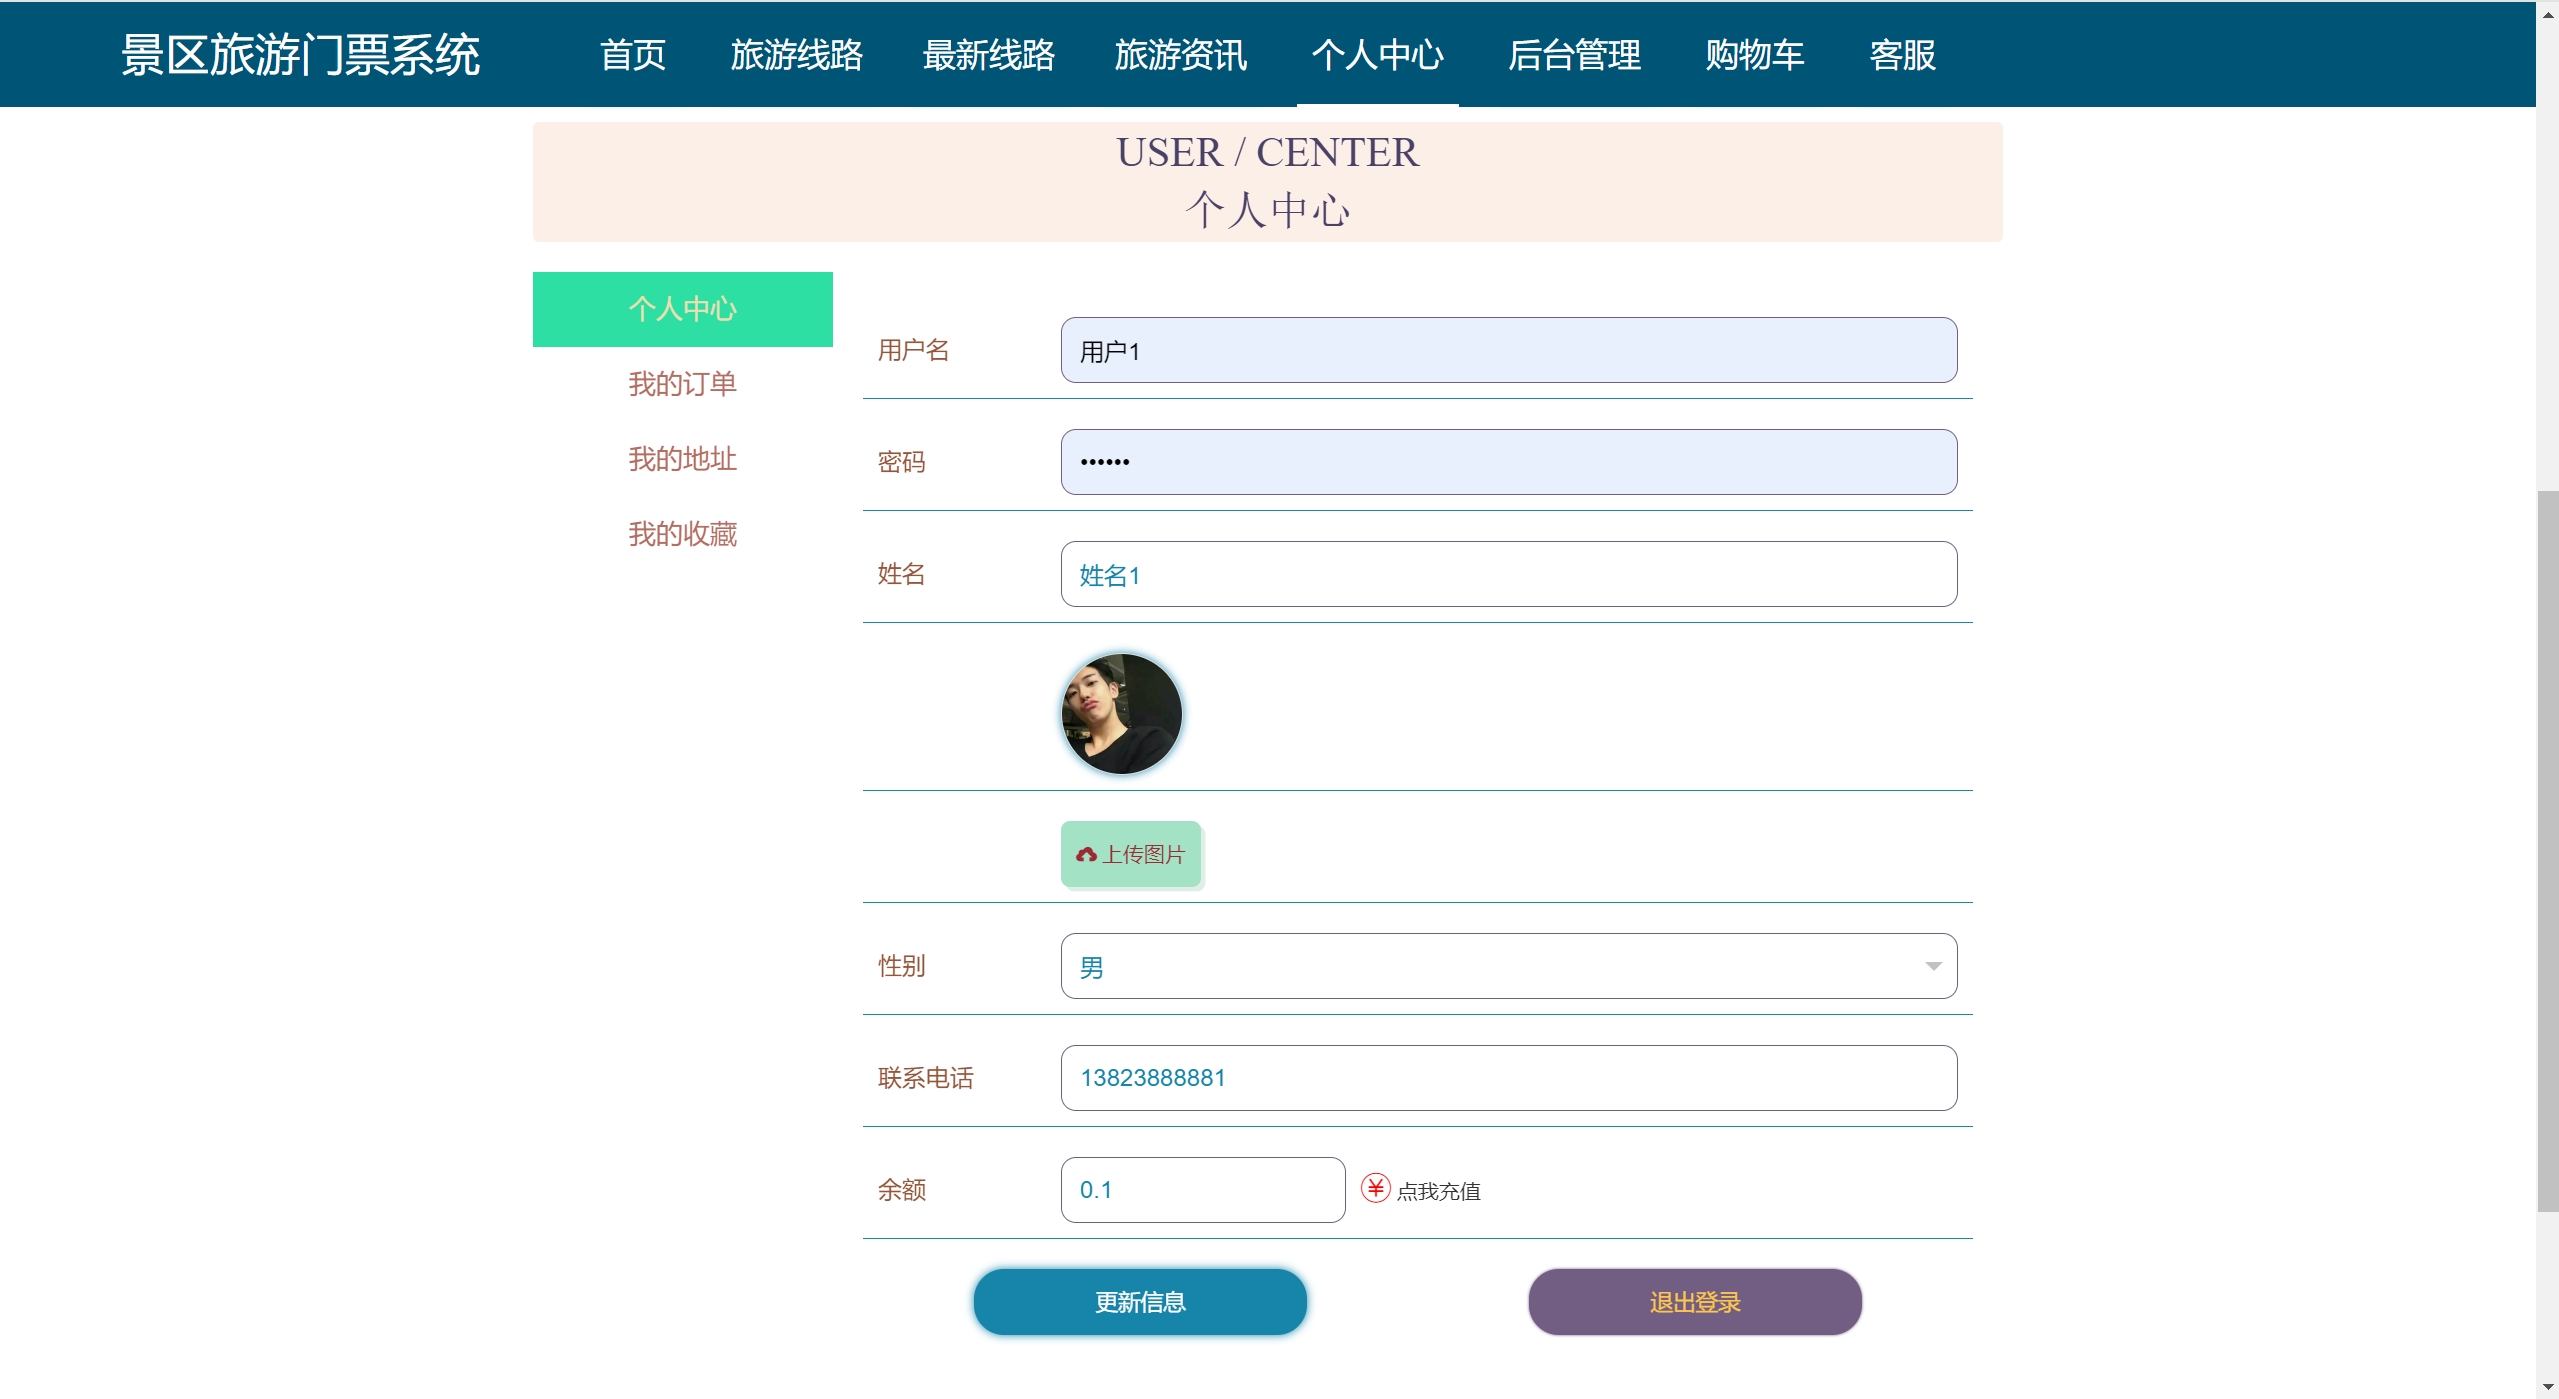 景区旅游门票系统 首页 旅游线路 最新线路 旅游资讯 个人中心 后台管理 购物车 客服
USER / CENTER
个人中心
个人中心
我的订单
我的地址
我的收藏
用户名 用户1
密码 ••••••
姓名 姓名1
上传图片
性别 男
联系电话 13823888881
余额 0.1 ¥ 点我充值
更新信息 退出登录